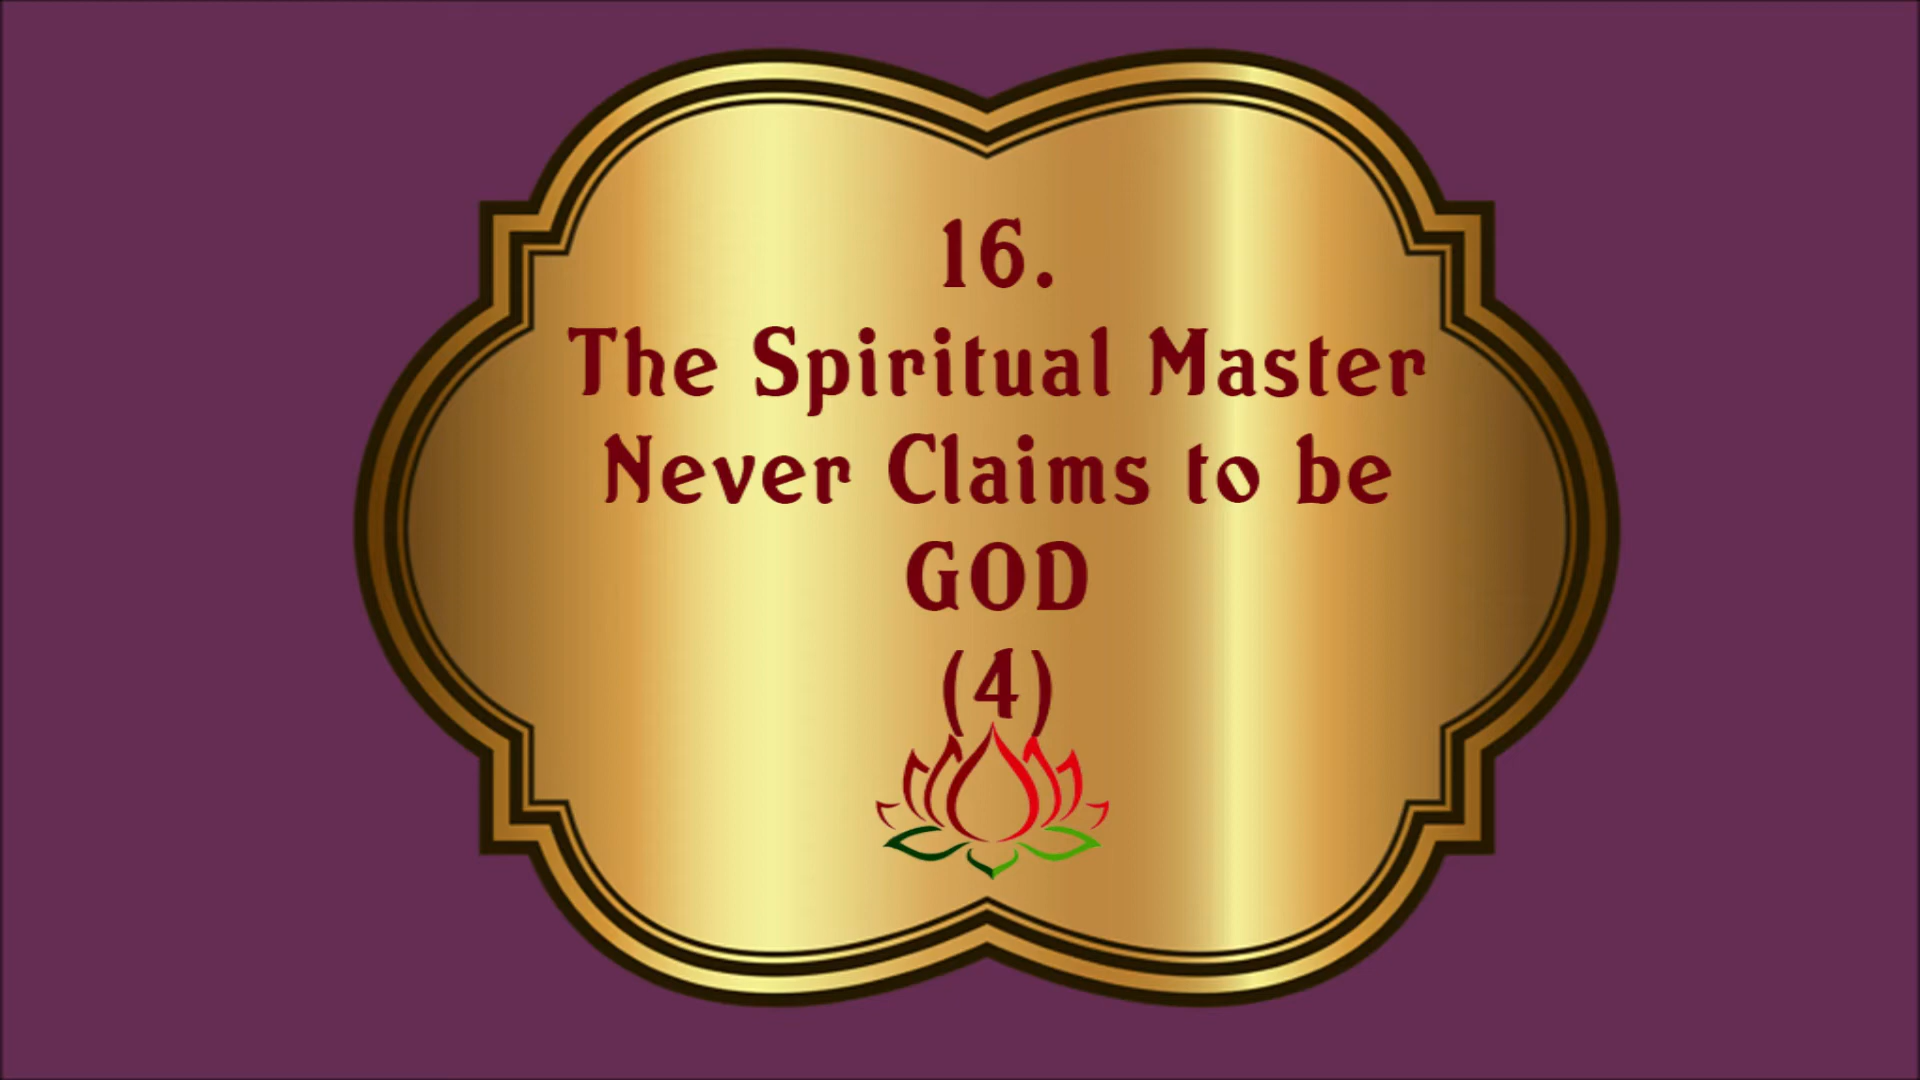 16.
The Spiritual Master
Never Claims to be
GOD
(4)